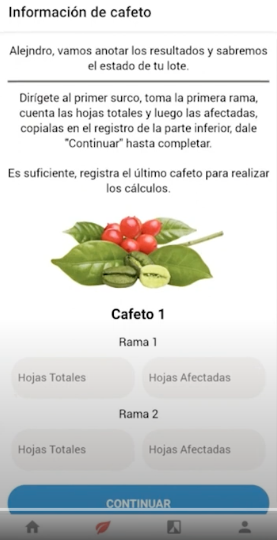 Información de cafeto
Alejndro, vamos anotar los resultados y sabremos
el estado de tu lote.
Dirígete al primer surco, toma la primera rama,
cuenta las hojas totales y luego las afectadas,
copialas en el registro de la parte inferior, dale
"Continuar" hasta completar.
Es suficiente, registra el último cafeto para realizar
los cálculos.
Cafeto 1
Rama 1
Hojas Totales
Hojas Afectadas
Rama 2
Hojas Totales
Hojas Afectadas
CONTINUAR